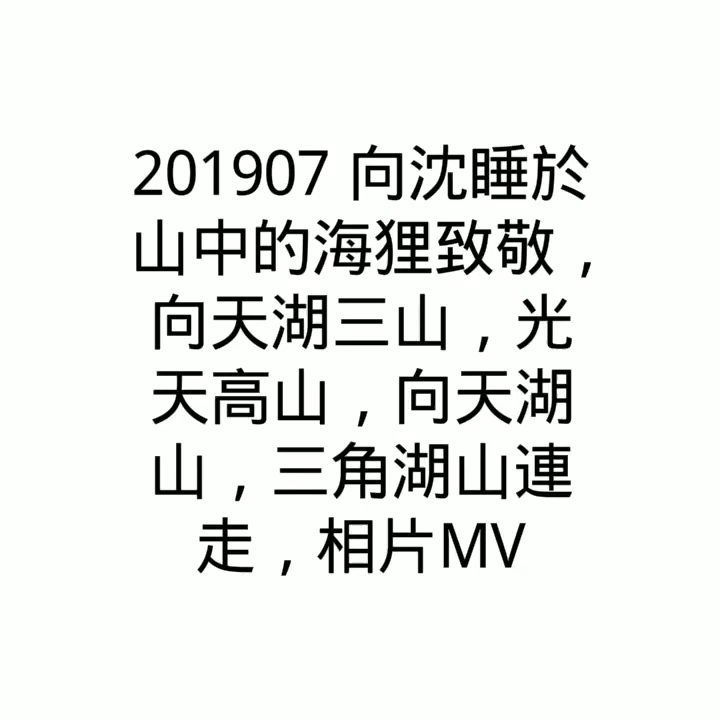 201907 向沈睡於
山中的海狸致敬，
向天湖三山，光
天高山，向天湖
山，三角湖山連
走，相片MV